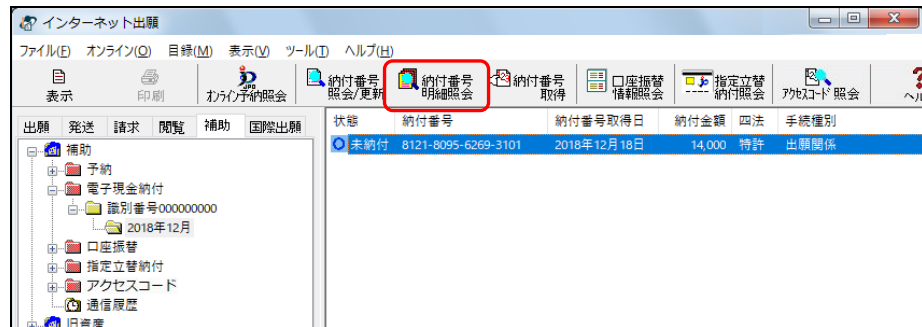 インターネット出願
ファイル(F) オンライン(O) 目録(M) 表示(V) ツール(T) ヘルプ(H)
表示
印刷
オンライン予納照会
納付番号
照会/更新
納付番号
明細照会
納付番号
取得
口座振替
情報照会
指定立替
納付照会
アクセスコード照会
出願 発送 請求 閲覧 補助 国際出願
状態 納付番号 納付番号取得日 納付金額 四法 手続種別
未納付 8121-8095-6269-3101 2018年12月18日 14,000 特許 出願関係
補助
予納
電子現金納付
識別番号000000000
2018年12月
口座振替
指定立替納付
アクセスコード
通信履歴
旧資産